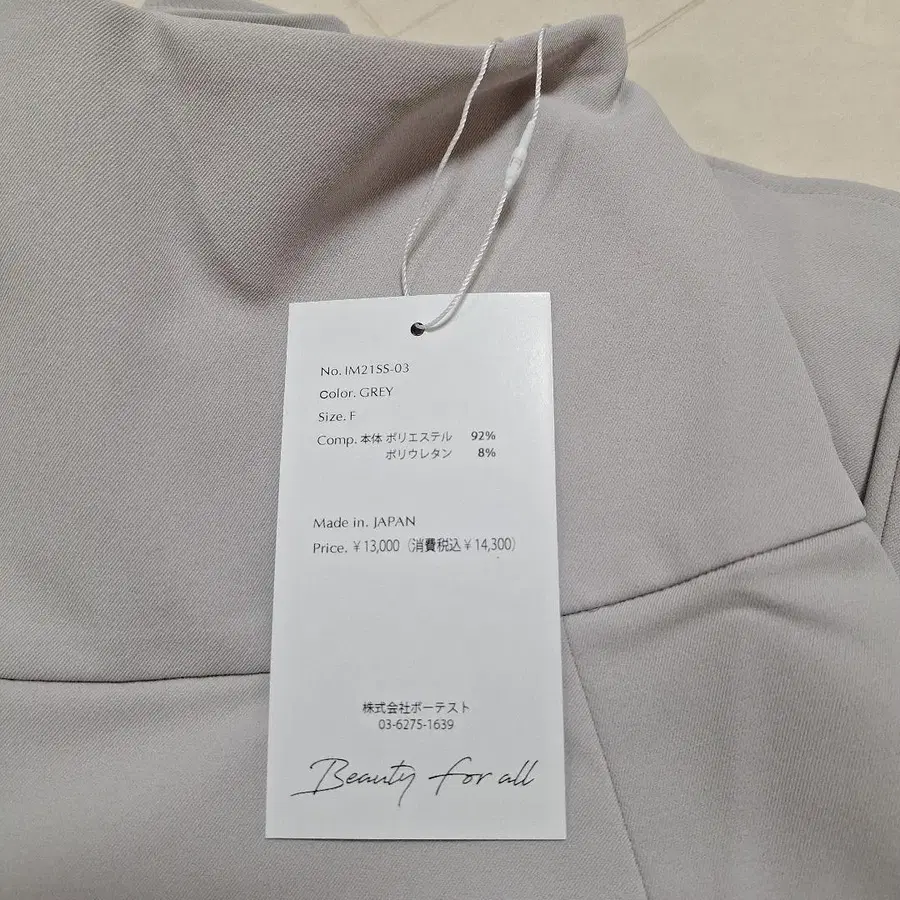 No. IM21SS-03
Color. GREY
Size. F
Comp. 本体 ポリエステル 92%
ポリウレタン 8%
Made in. JAPAN
Price. ¥13,000 (消費税込¥14,300)
株式会社ボーテスト
03-6275-1639
Beauty for all